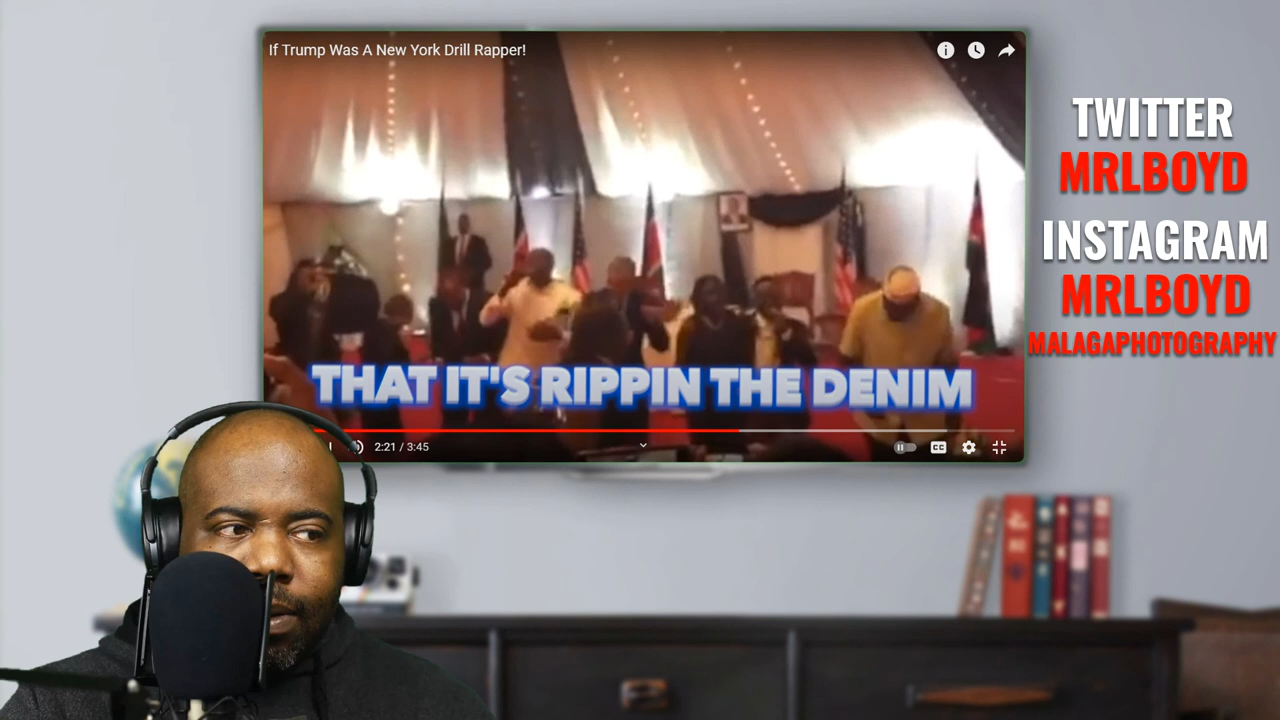 If Trump Was A New York Drill Rapper!
TWITTER
MRLBOYD
INSTAGRAM
MRLBOYD
MALAGAPHOTOGRAPHY
THAT IT'S RIPPIN THE DENIM
2:21 / 3:45
CC